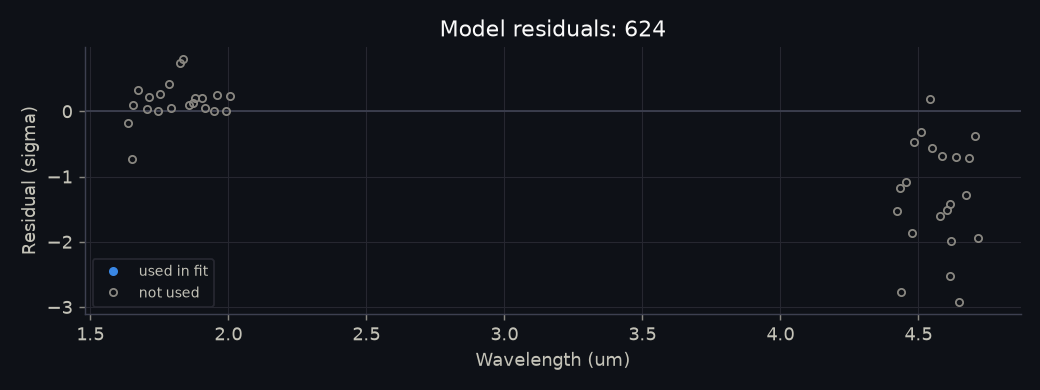 Model residuals: 624
Residual (sigma)
0
−1
−2
−3
used in fit
not used
1.5 2.0 2.5 3.0 3.5 4.0 4.5
Wavelength (um)